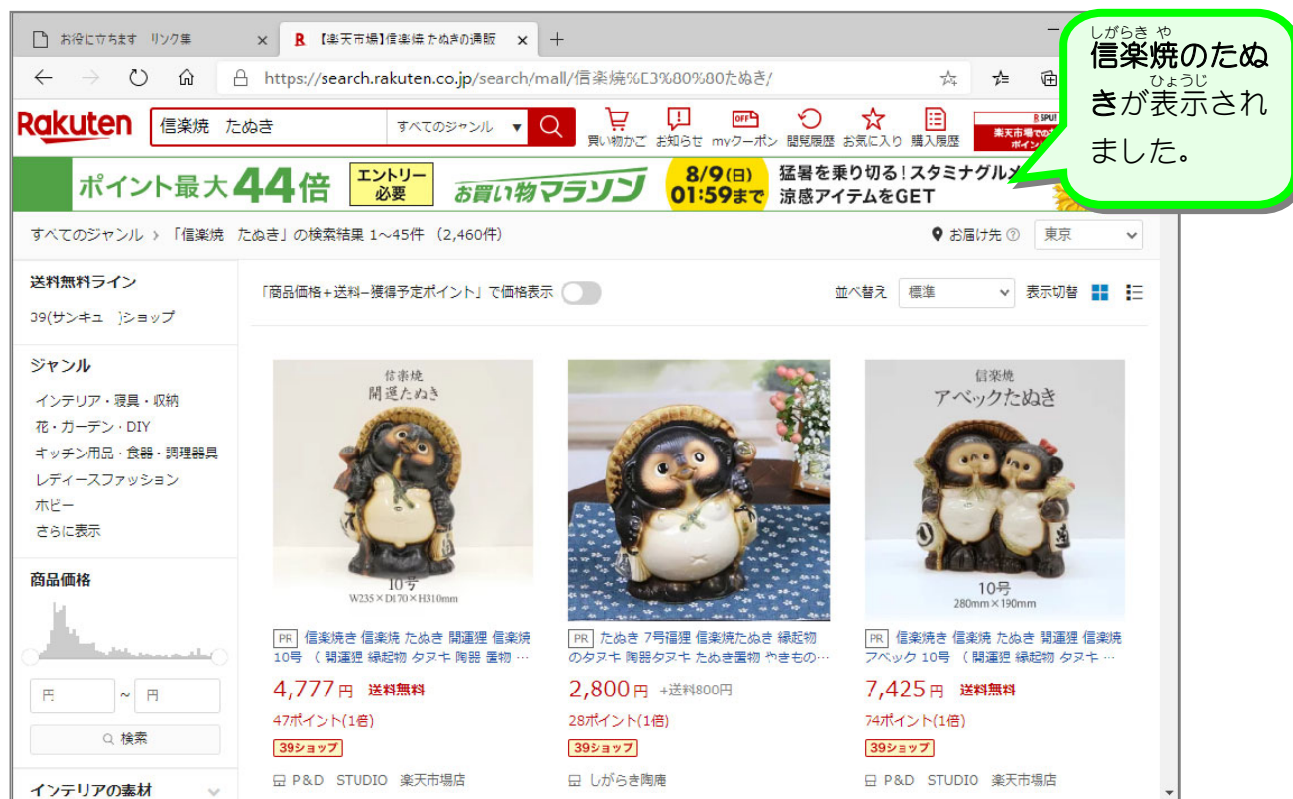 お役に立ちます リンク集
【楽天市場】信楽焼 たぬきの通販
https://search.rakuten.co.jp/search/mall/信楽焼%E3%80%80たぬき/
しがらき や
信楽焼のたぬ
きが表示され
ひょうじ
ました。
Rakuten
信楽焼 たぬき
すべてのジャンル
買い物かご お知らせ myクーポン 閲覧履歴 お気に入り 購入履歴
ポイント最大44倍
エントリー
必要
お買い物マラソン
8/9(日)
01:59まで
猛暑を乗り切る!スタミナグルメ
涼感アイテムをGET
すべてのジャンル > 「信楽焼 たぬき」の検索結果 1~45件 (2,460件)
お届け先
東京
送料無料ライン
39(サンキュ )ショップ
ジャンル
インテリア・寝具・収納
花・ガーデン・DIY
キッチン用品・食器・調理器具
レディースファッション
ホビー
さらに表示
商品価格
円 ~ 円
検索
インテリアの素材
「商品価格+送料-獲得予定ポイント」で価格表示
並べ替え 標準 表示切替
信楽焼
開運たぬき
10号
W235×D170×H310mm
PR 信楽焼き 信楽焼 たぬき 開運狸 信楽焼
10号 ( 開運狸 縁起物 タヌキ 陶器 置物 …
4,777円 送料無料
47ポイント(1倍)
39ショップ
P&D STUDIO 楽天市場店
PR たぬき 7号福狸 信楽焼たぬき 縁起物
のタヌキ 陶器タヌキ たぬき置物 やきもの…
2,800円 +送料800円
28ポイント(1倍)
39ショップ
しがらき陶庵
信楽焼
アベックたぬき
10号
280mm×190mm
PR 信楽焼き 信楽焼 たぬき 開運狸 信楽焼
アベック 10号 ( 開運狸 縁起物 タヌキ …
7,425円 送料無料
74ポイント(1倍)
39ショップ
P&D STUDIO 楽天市場店